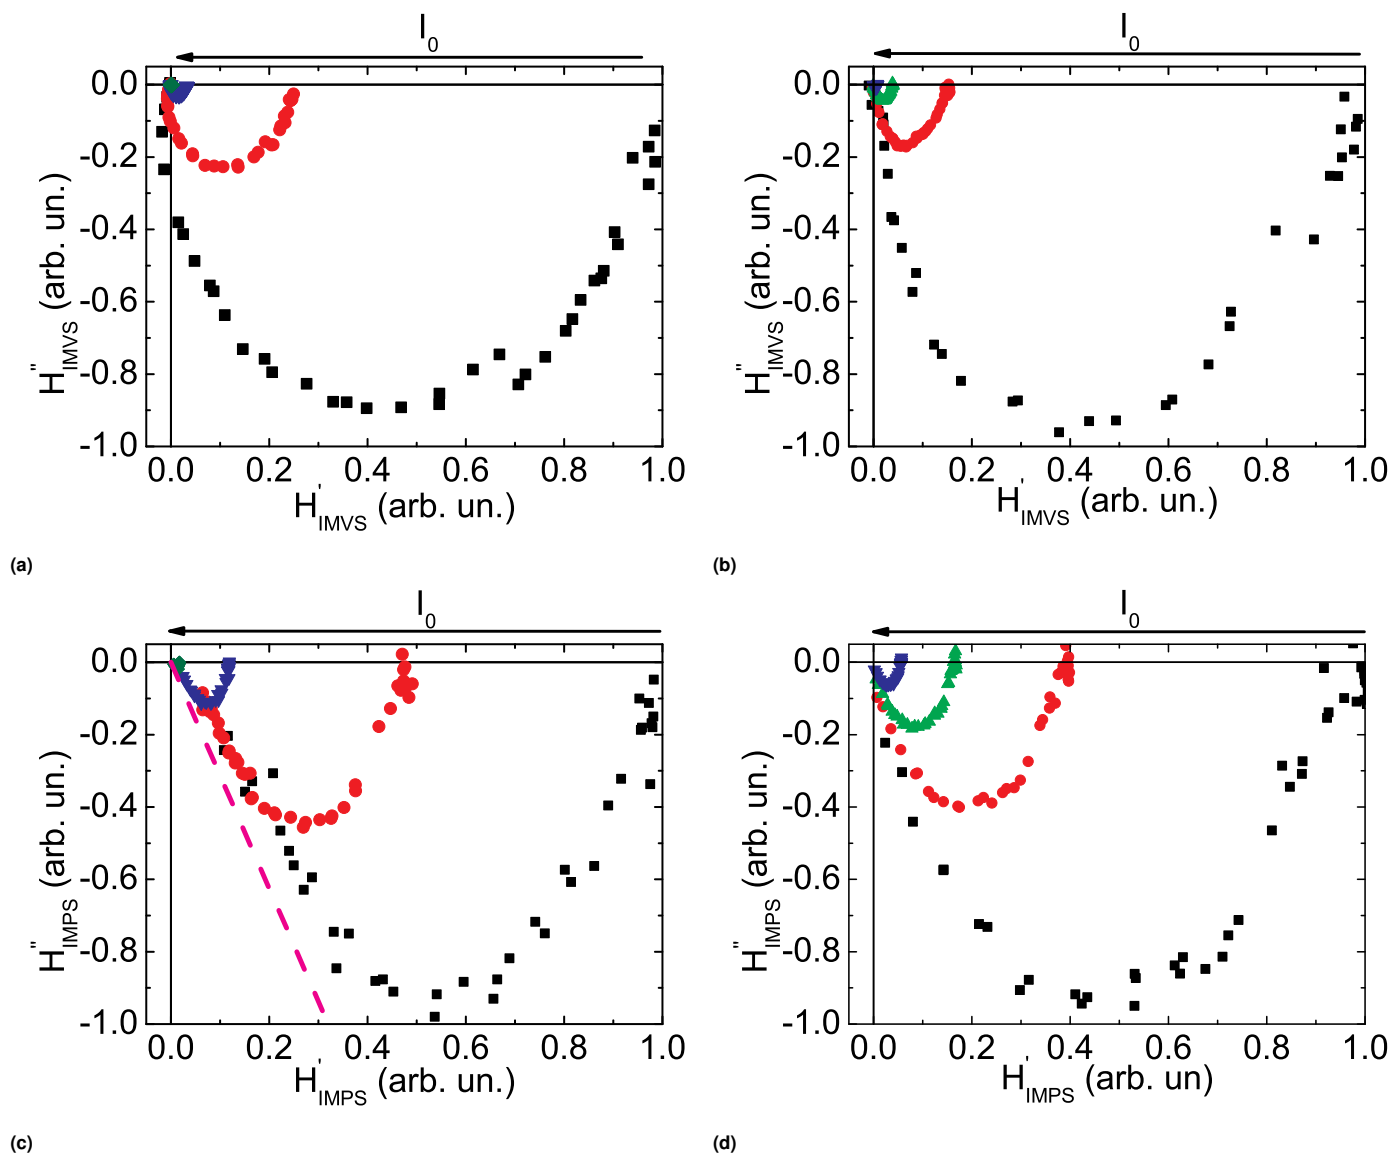 I0
0.0
-0.2
-0.4
-0.6
-0.8
-1.0
0.0 0.2 0.4 0.6 0.8 1.0
H''IMVS (arb. un.)
H'IMVS (arb. un.)
(a)
I0
0.0
-0.2
-0.4
-0.6
-0.8
-1.0
0.0 0.2 0.4 0.6 0.8 1.0
H''IMVS (arb. un.)
H'IMVS (arb. un.)
(b)
I0
0.0
-0.2
-0.4
-0.6
-0.8
-1.0
0.0 0.2 0.4 0.6 0.8 1.0
H''IMPS (arb. un.)
H'IMPS (arb. un.)
(c)
I0
0.0
-0.2
-0.4
-0.6
-0.8
-1.0
0.0 0.2 0.4 0.6 0.8 1.0
H''IMPS (arb. un.)
H'IMPS (arb. un)
(d)